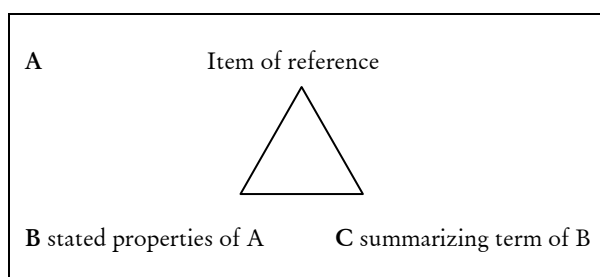 A Item of reference
B stated properties of A C summarizing term of B